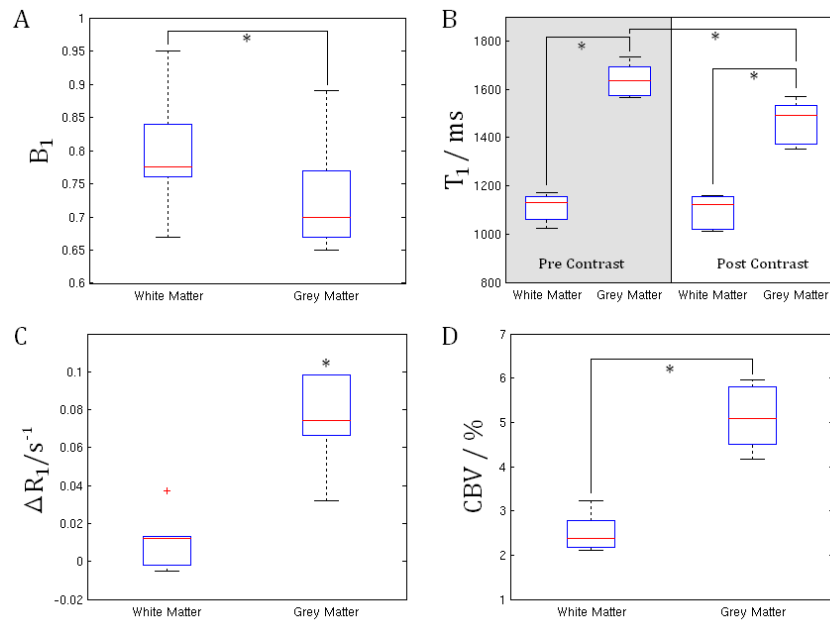 A
B₁
1
0.95
0.9
0.85
0.8
0.75
0.7
0.65
0.6
*
White Matter
Grey Matter
B
T₁ / ms
1800
1600
1400
1200
1000
800
*
*
*
Pre Contrast
Post Contrast
White Matter
Grey Matter
White Matter
Grey Matter
C
ΔR₁/s⁻¹
0.1
0.08
0.06
0.04
0.02
0
-0.02
*
White Matter
Grey Matter
D
CBV / %
7
6
5
4
3
2
1
*
White Matter
Grey Matter